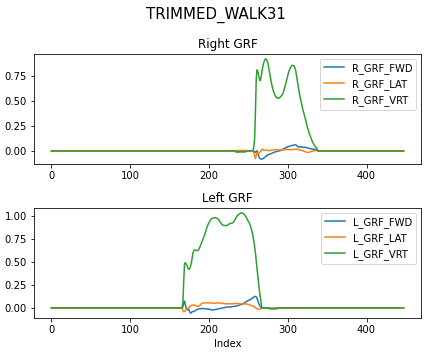 TRIMMED_WALK31
Right GRF
R_GRF_FWD
R_GRF_LAT
R_GRF_VRT
0.75
0.50
0.25
0.00
0
100
200
300
400
Left GRF
L_GRF_FWD
L_GRF_LAT
L_GRF_VRT
1.00
0.75
0.50
0.25
0.00
0
100
200
300
400
Index